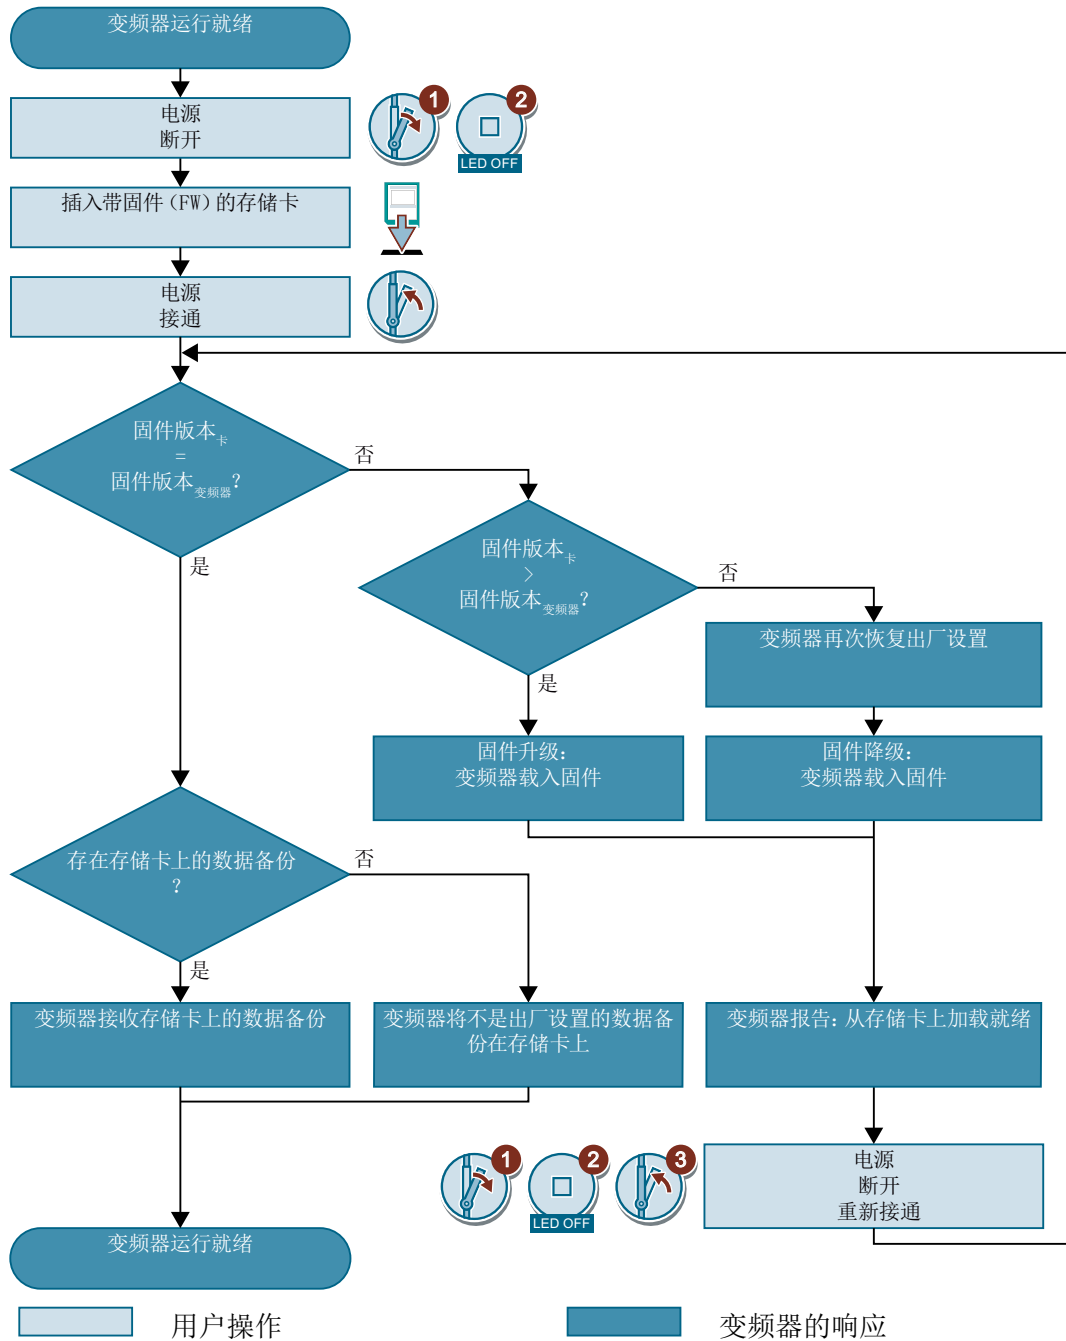 变频器运行就绪
电源
断开
1
2
LED OFF
插入带固件(FW)的存储卡
电源
接通
固件版本卡
=
固件版本变频器?
否
是
固件版本卡
>
固件版本变频器?
否
是
变频器再次恢复出厂设置
固件升级:
变频器载入固件
固件降级:
变频器载入固件
存在存储卡上的数据备份
?
否
是
变频器接收存储卡上的数据备份
变频器将不是出厂设置的数据备
份在存储卡上
变频器报告:从存储卡上加载就绪
1
2
3
LED OFF
电源
断开
重新接通
变频器运行就绪
用户操作
变频器的响应